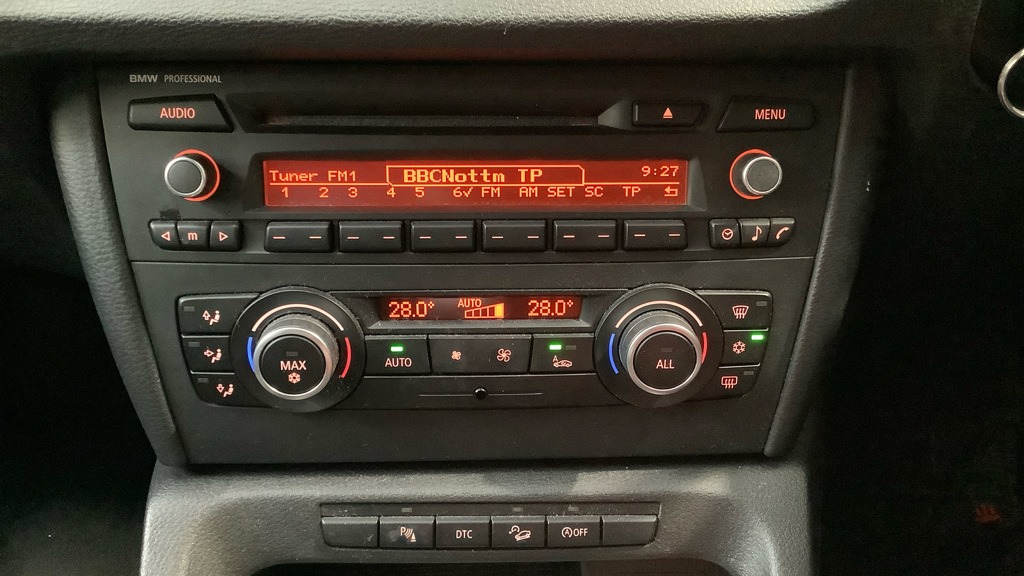 BMW PROFESSIONAL
AUDIO
MENU
Tuner FM1 BBCNottm TP 9:27
1 2 3 4 5 6√ FM AM SET SC TP
m
28.0° AUTO 28.0°
MAX
AUTO
A
ALL
P
DTC
A OFF